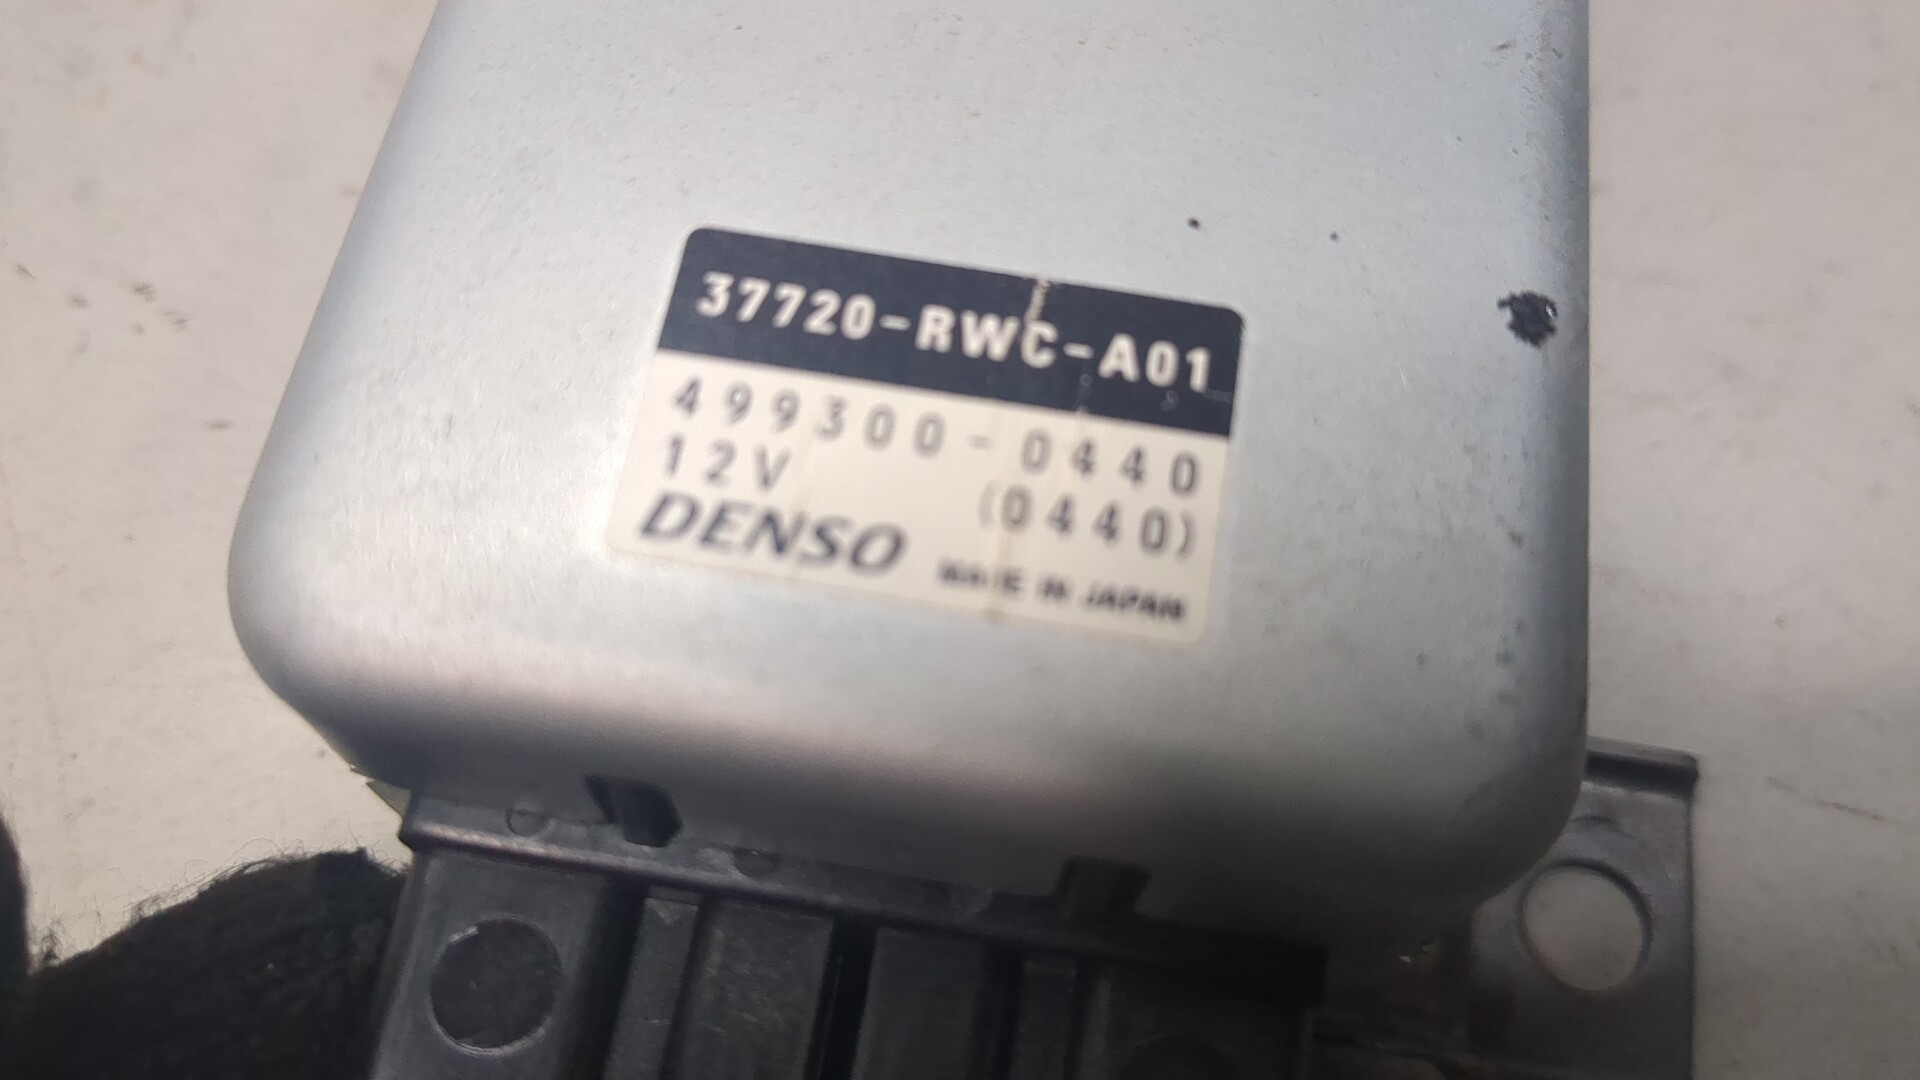 37720-RWC-A01
499300-0440
12V (0440)
DENSO MADE IN JAPAN